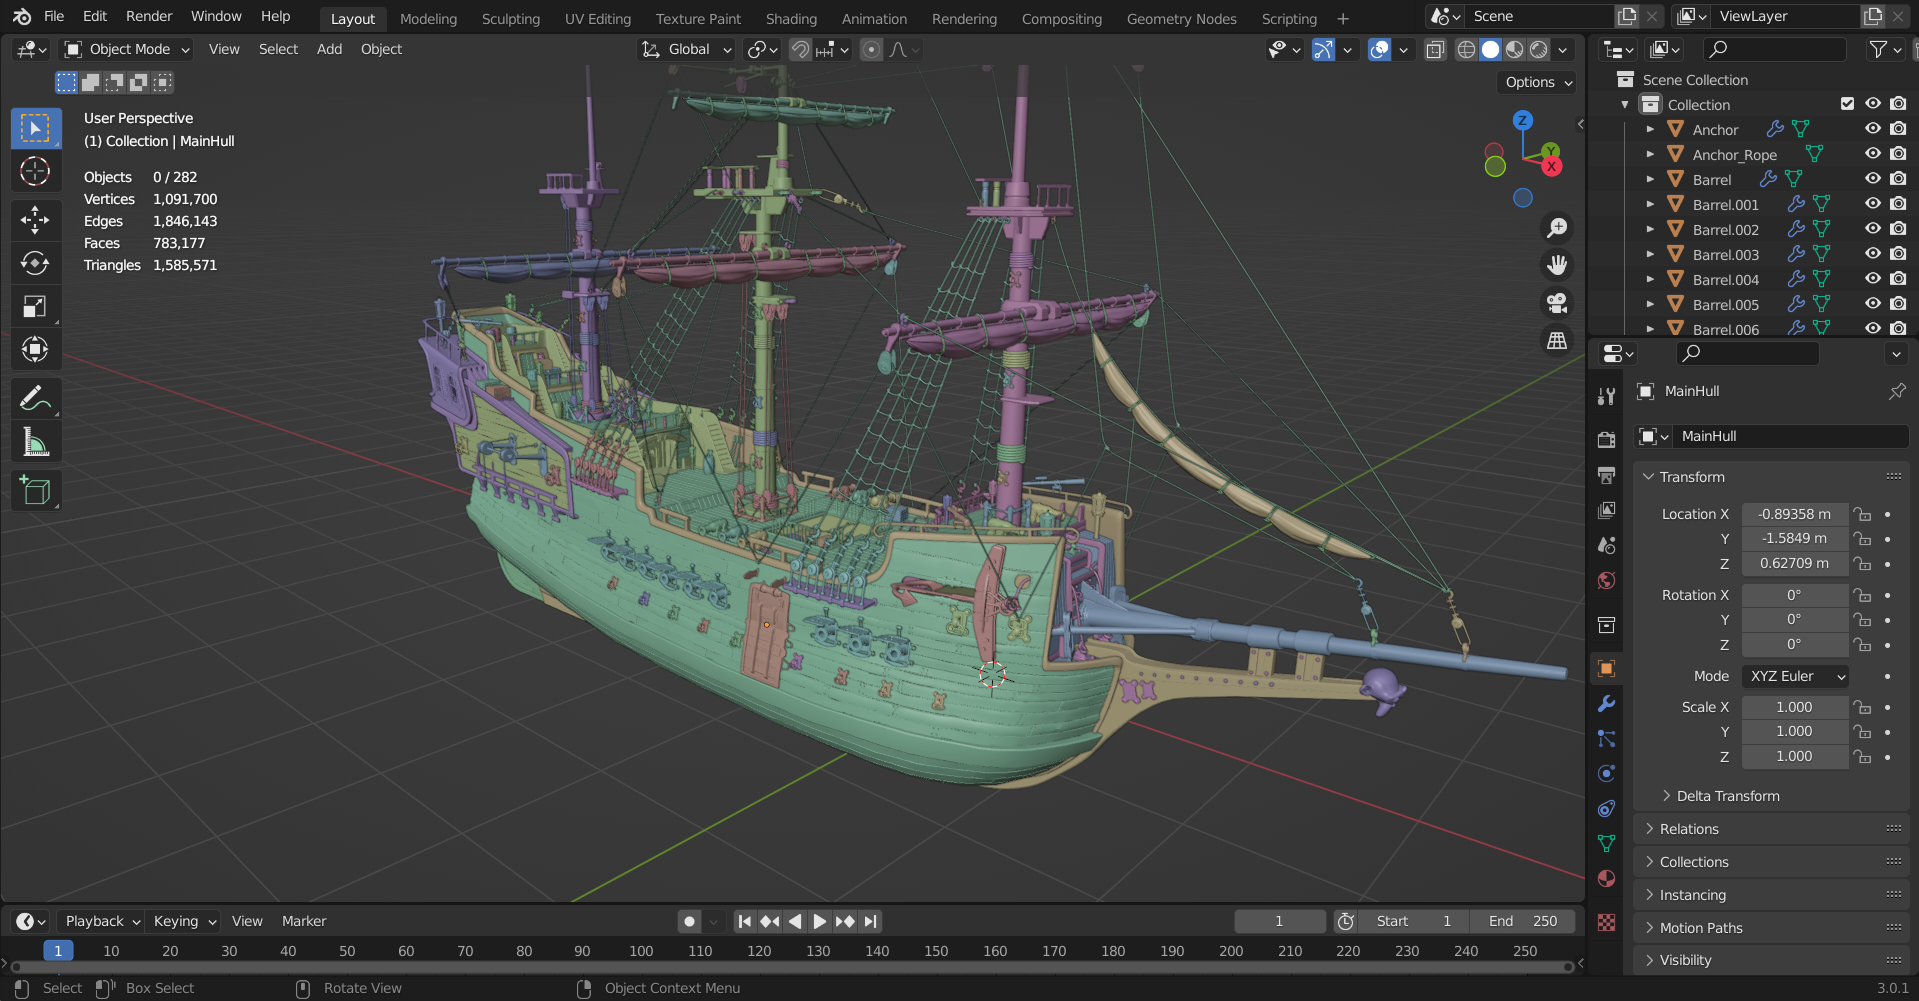 File Edit Render Window Help Layout Modeling Sculpting UV Editing Texture Paint Shading Animation Rendering Compositing Geometry Nodes Scripting + Scene ViewLayer
Object Mode View Select Add Object Global
Options
User Perspective
(1) Collection | MainHull
Objects 0 / 282
Vertices 1,091,700
Edges 1,846,143
Faces 783,177
Triangles 1,585,571
Z
Y
X
Scene Collection
Collection
Anchor
Anchor_Rope
Barrel
Barrel.001
Barrel.002
Barrel.003
Barrel.004
Barrel.005
Barrel.006
MainHull
MainHull
Transform
Location X -0.89358 m
Y -1.5849 m
Z 0.62709 m
Rotation X 0°
Y 0°
Z 0°
Mode XYZ Euler
Scale X 1.000
Y 1.000
Z 1.000
Delta Transform
Relations
Collections
Instancing
Motion Paths
Visibility
Playback Keying View Marker 1 Start 1 End 250
1 10 20 30 40 50 60 70 80 90 100 110 120 130 140 150 160 170 180 190 200 210 220 230 240 250
Select Box Select Rotate View Object Context Menu 3.0.1